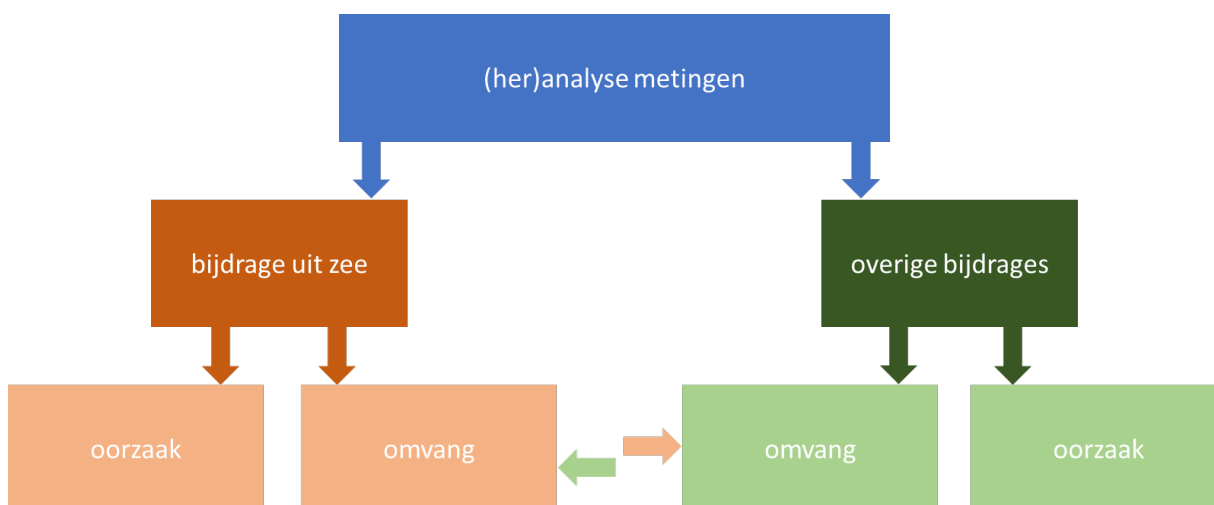 (her)analyse metingen
bijdrage uit zee
overige bijdrages
oorzaak
omvang
omvang
oorzaak